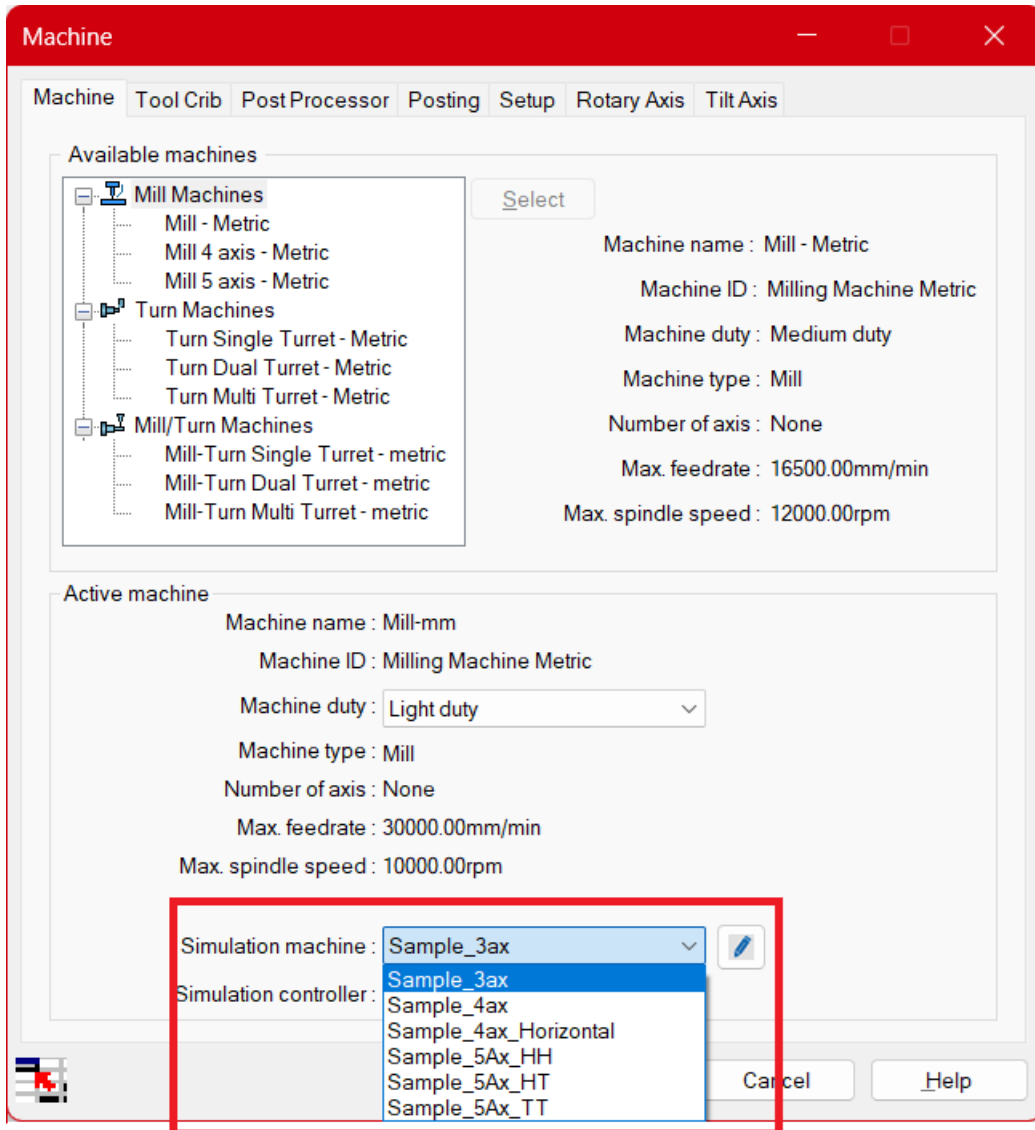 Machine
Machine Tool Crib Post Processor Posting Setup Rotary Axis Tilt Axis
Available machines
Mill Machines
Mill - Metric
Mill 4 axis - Metric
Mill 5 axis - Metric
Turn Machines
Turn Single Turret - Metric
Turn Dual Turret - Metric
Turn Multi Turret - Metric
Mill/Turn Machines
Mill-Turn Single Turret - metric
Mill-Turn Dual Turret - metric
Mill-Turn Multi Turret - metric
Select
Machine name : Mill - Metric
Machine ID : Milling Machine Metric
Machine duty : Medium duty
Machine type : Mill
Number of axis : None
Max. feedrate : 16500.00mm/min
Max. spindle speed : 12000.00rpm
Active machine
Machine name : Mill-mm
Machine ID : Milling Machine Metric
Machine duty : Light duty
Machine type : Mill
Number of axis : None
Max. feedrate : 30000.00mm/min
Max. spindle speed : 10000.00rpm
Simulation machine : Sample_3ax
Simulation controller :
Sample_3ax
Sample_4ax
Sample_4ax_Horizontal
Sample_5Ax_HH
Sample_5Ax_HT
Sample_5Ax_TT
Cancel Help